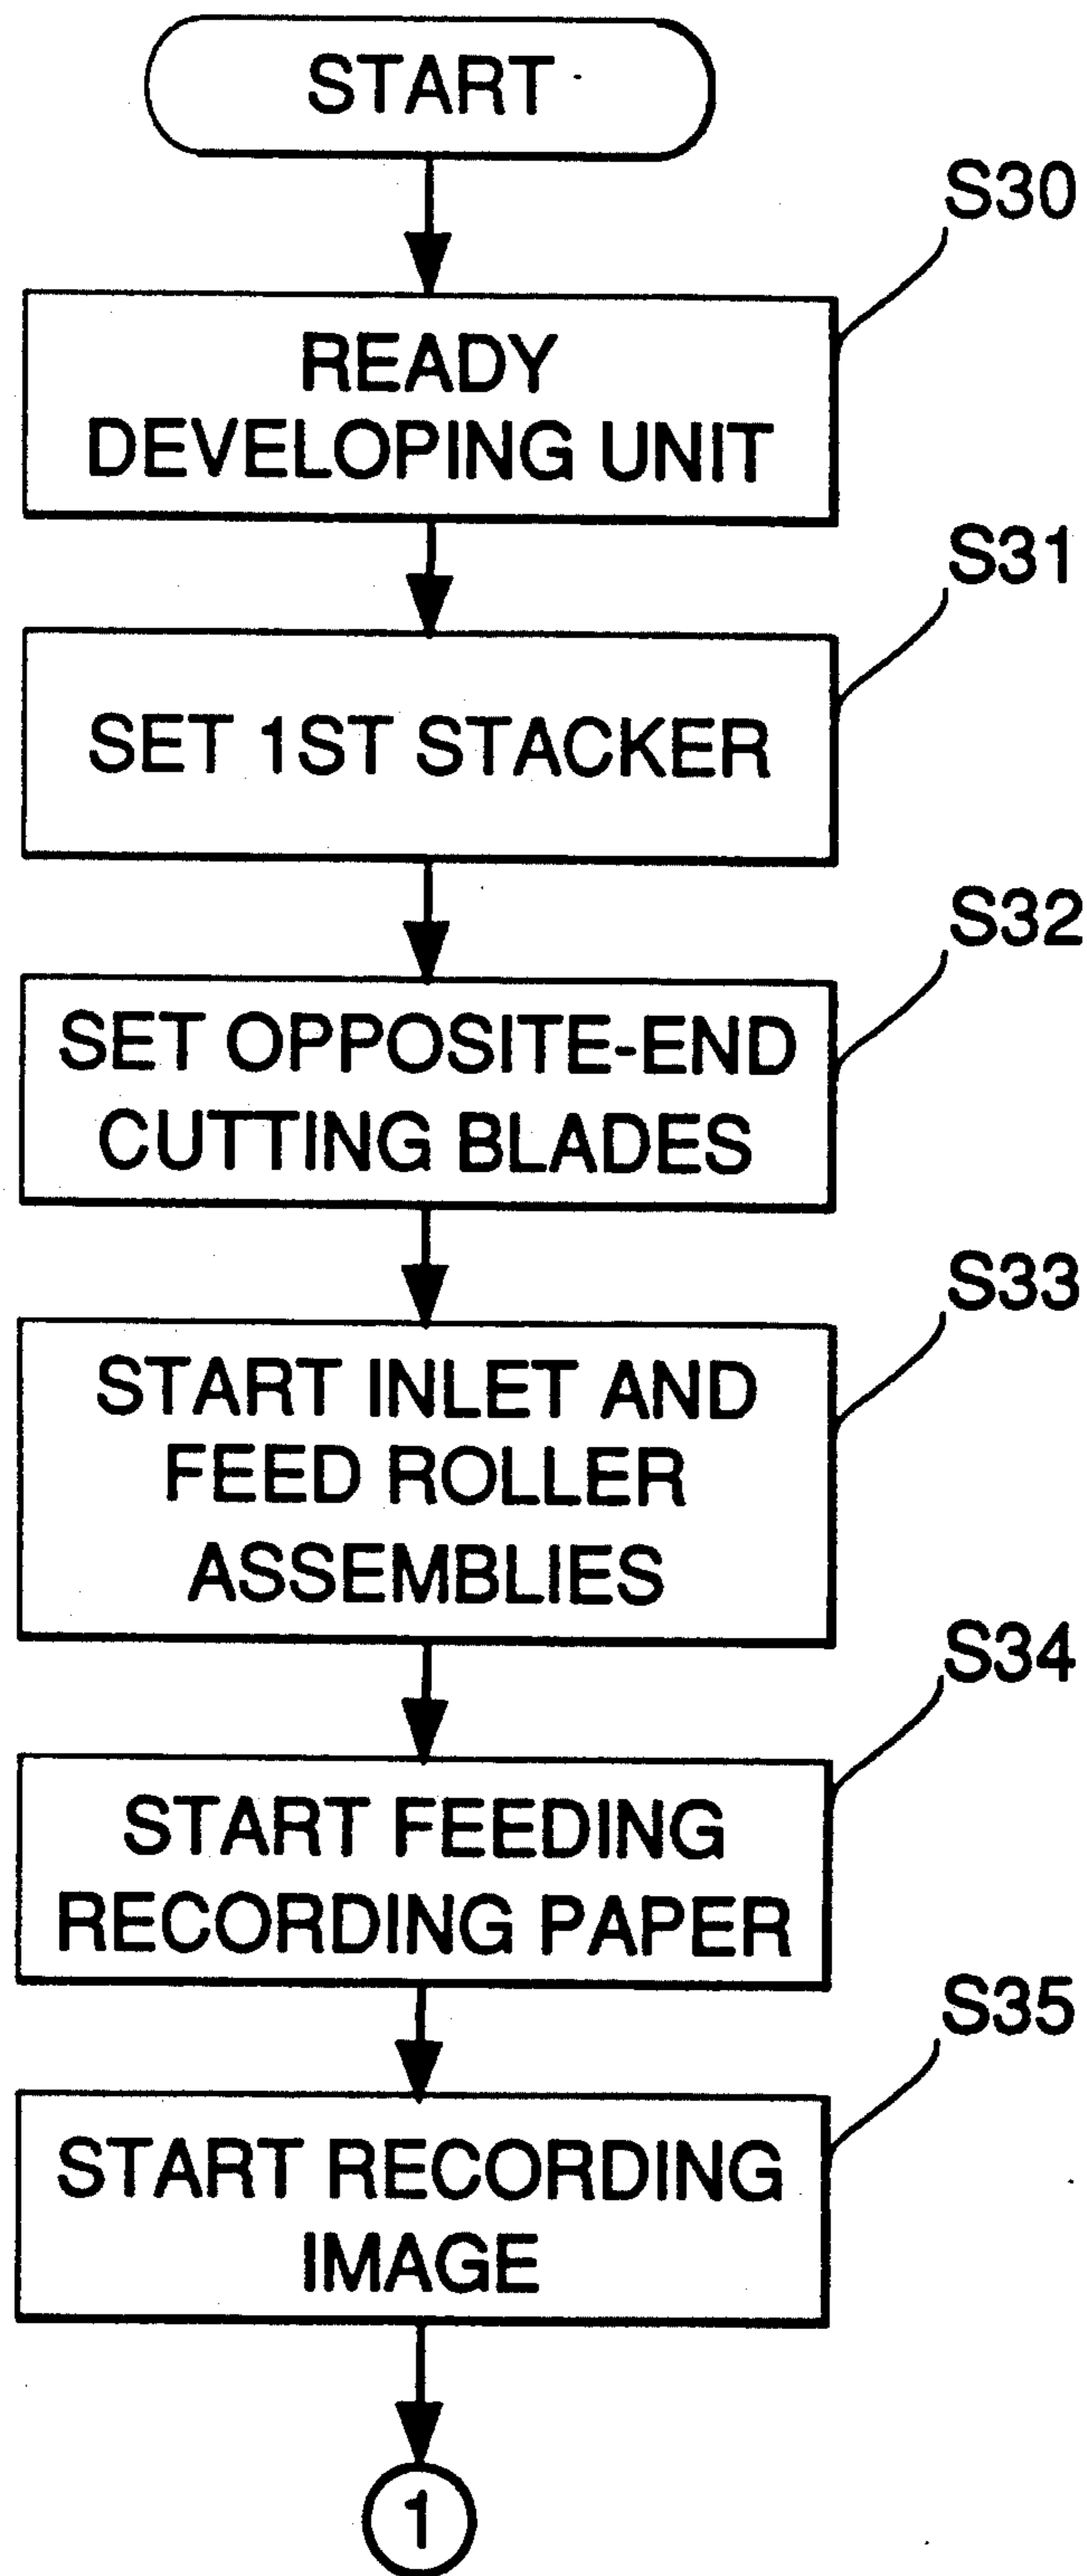 START
S30
READY
DEVELOPING UNIT
S31
SET 1ST STACKER
S32
SET OPPOSITE-END
CUTTING BLADES
S33
START INLET AND
FEED ROLLER
ASSEMBLIES
S34
START FEEDING
RECORDING PAPER
S35
START RECORDING
IMAGE
1